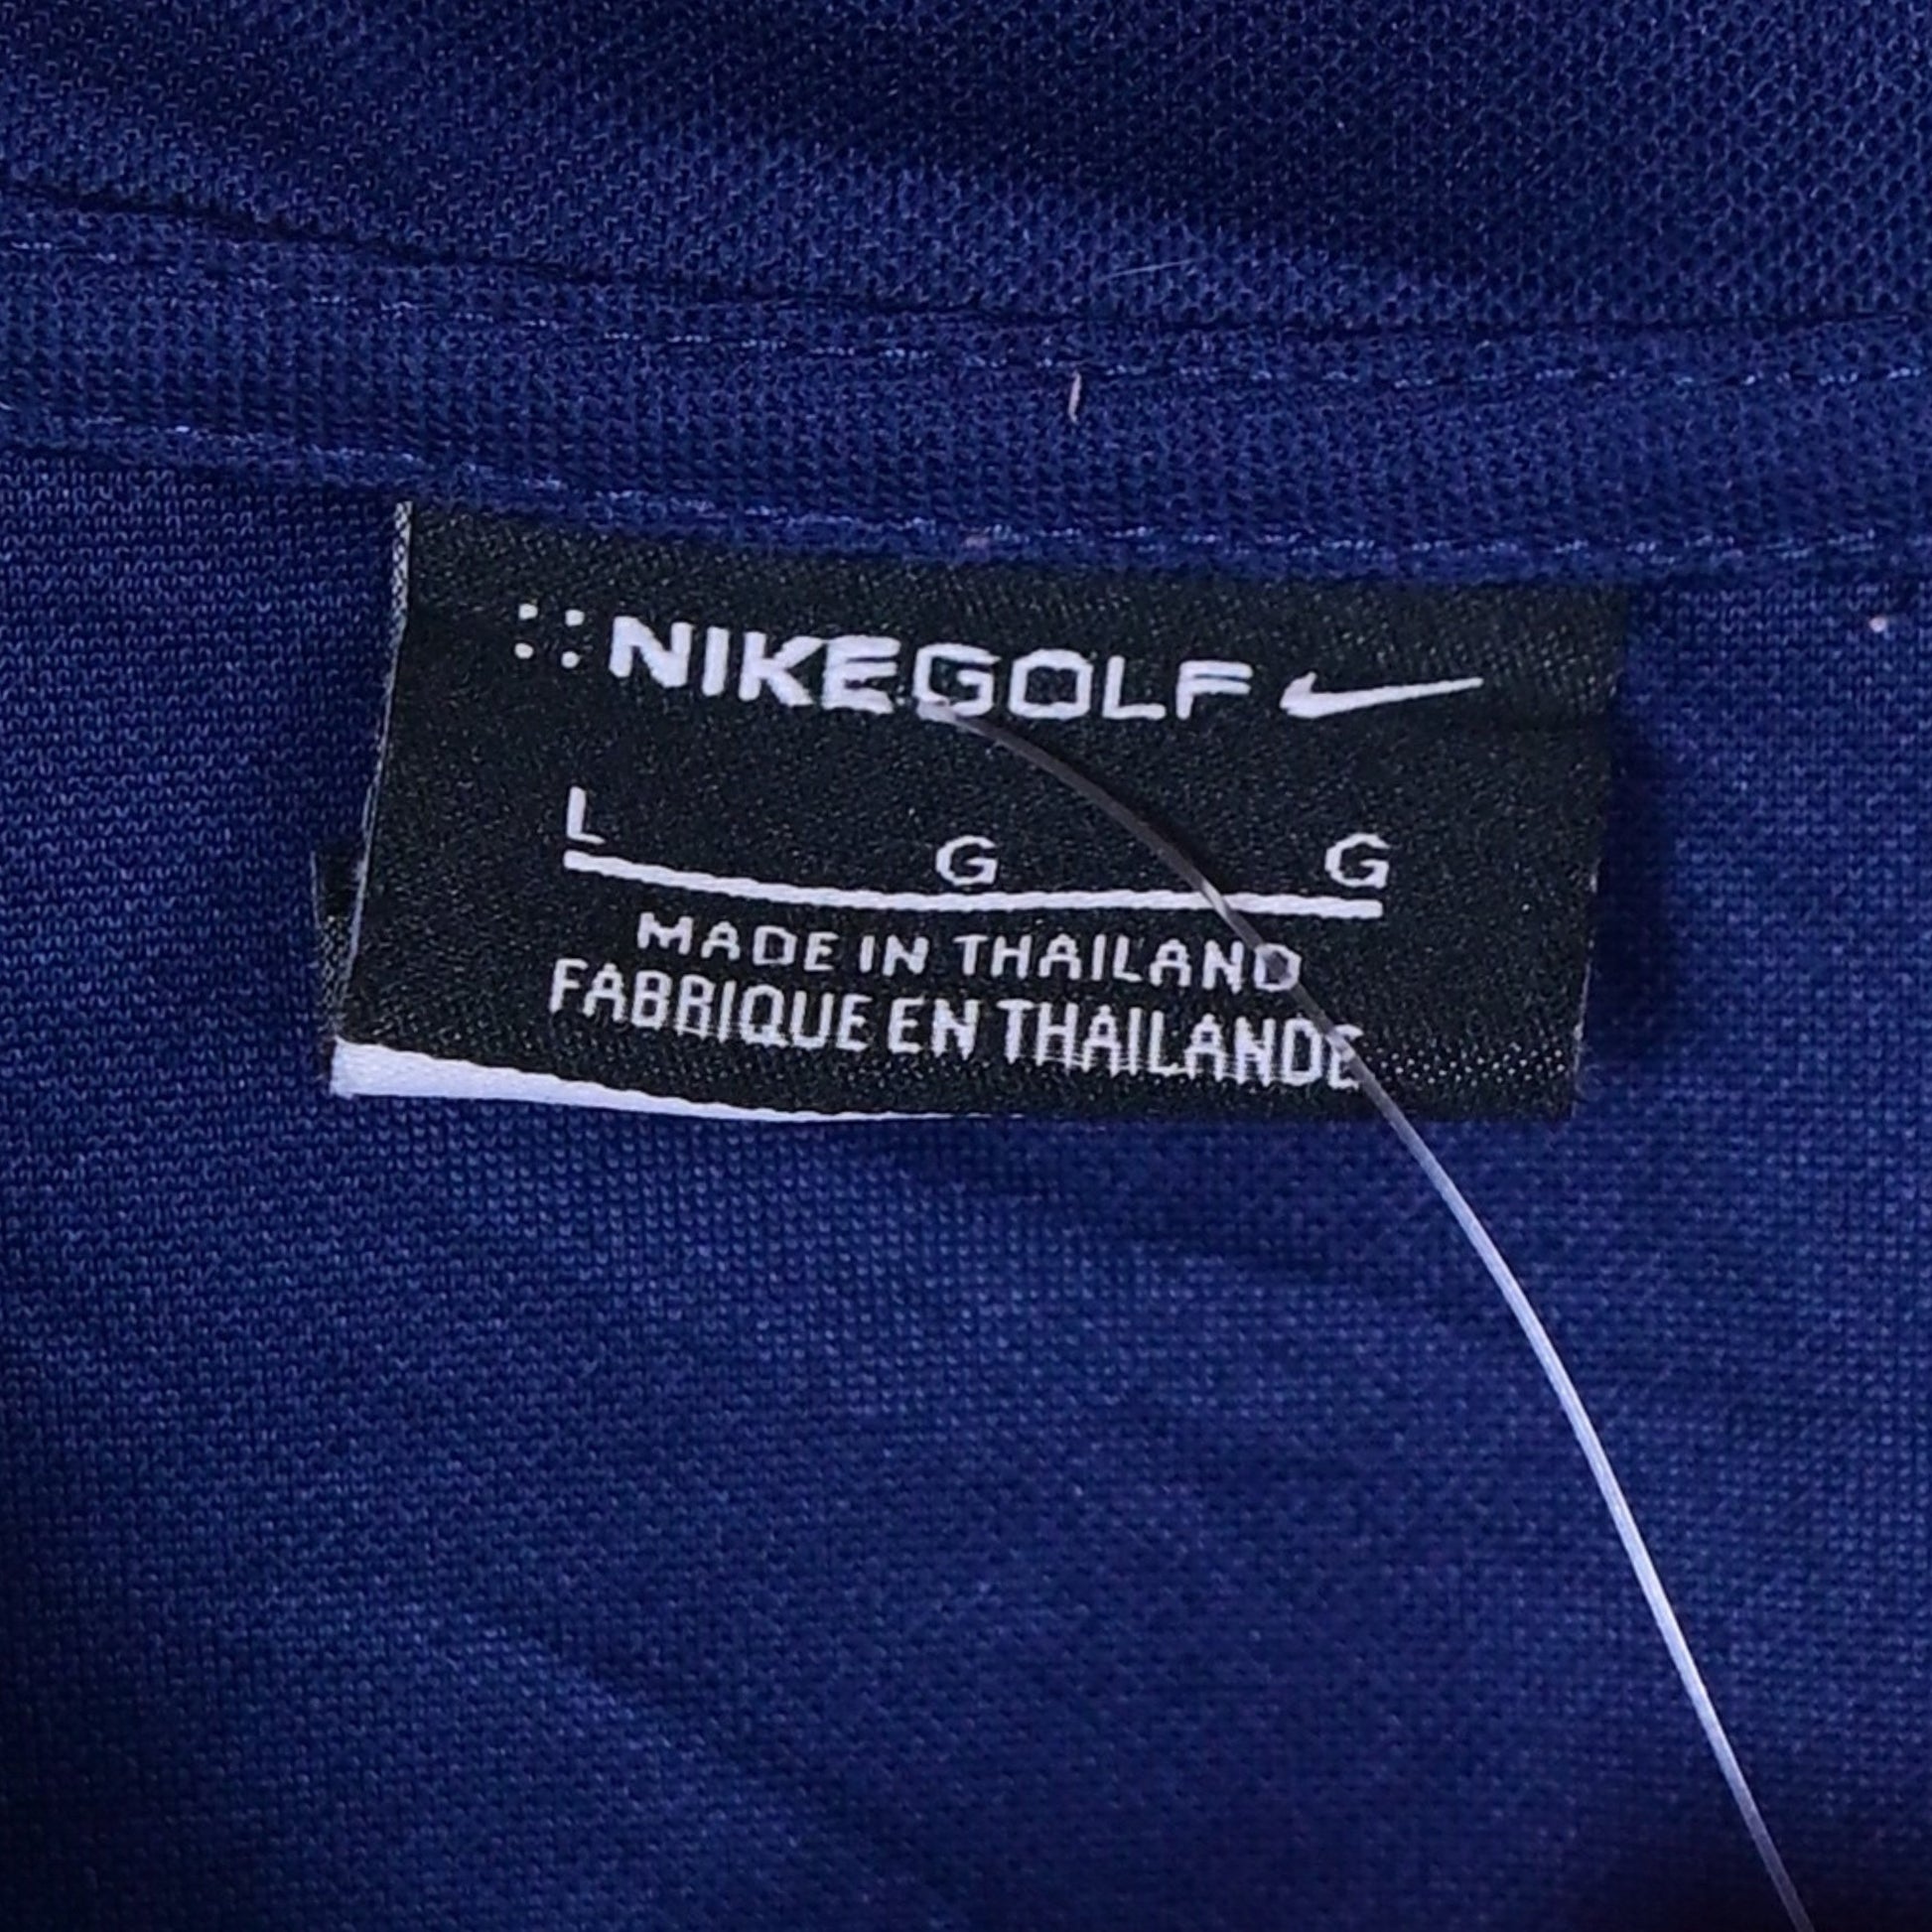 NIKEGOLF
L G G
MADE IN THAILAND
FABRIQUE EN THAILANDE